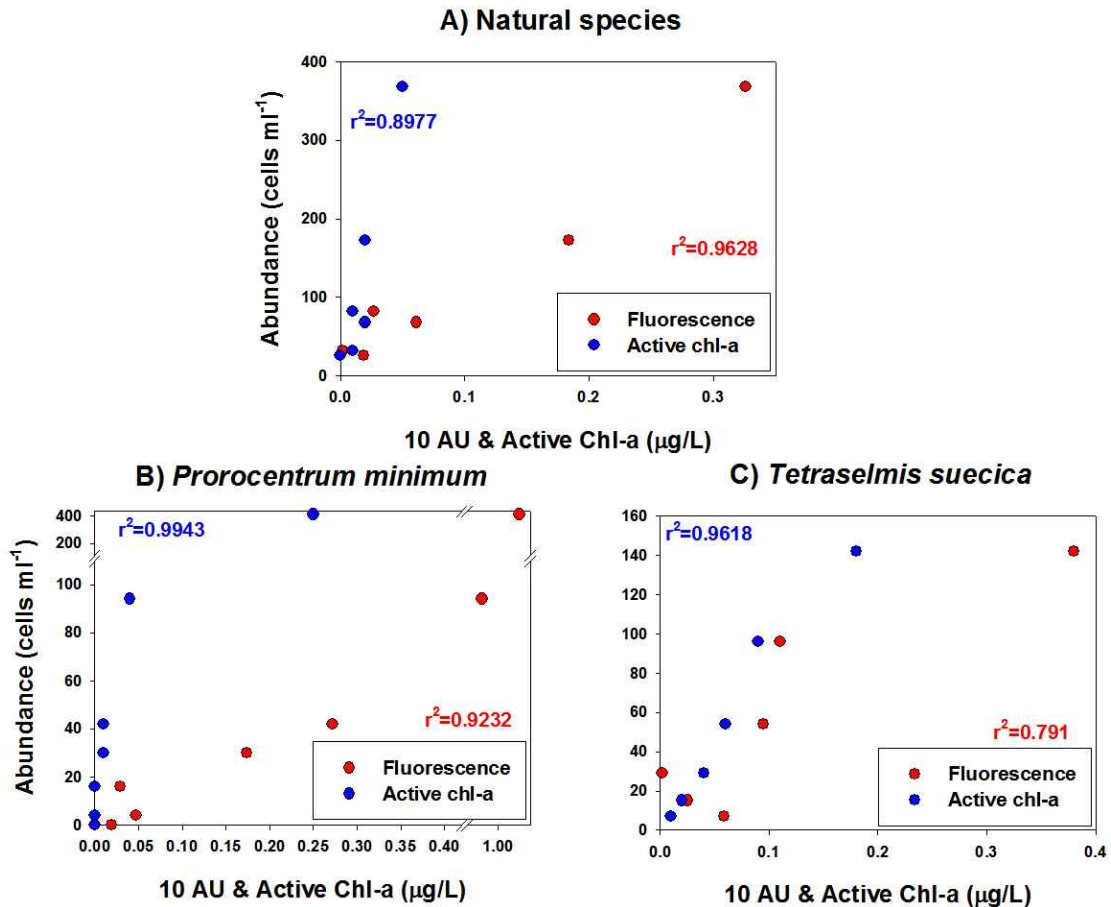 A) Natural species
400
300
200
100
0
Abundance (cells ml⁻¹)
r²=0.8977
r²=0.9628
Fluorescence
Active chl-a
0.0 0.1 0.2 0.3
10 AU & Active Chl-a (μg/L)
B) Prorocentrum minimum
400
200
100
80
60
40
20
0
Abundance (cells ml⁻¹)
r²=0.9943
r²=0.9232
Fluorescence
Active chl-a
0.00 0.05 0.10 0.15 0.20 0.25 0.30 0.35 0.40 1.00
10 AU & Active Chl-a (μg/L)
C) Tetraselmis suecica
160
140
120
100
80
60
40
20
0
r²=0.9618
r²=0.791
Fluorescence
Active chl-a
0.0 0.1 0.2 0.3 0.4
10 AU & Active Chl-a (μg/L)